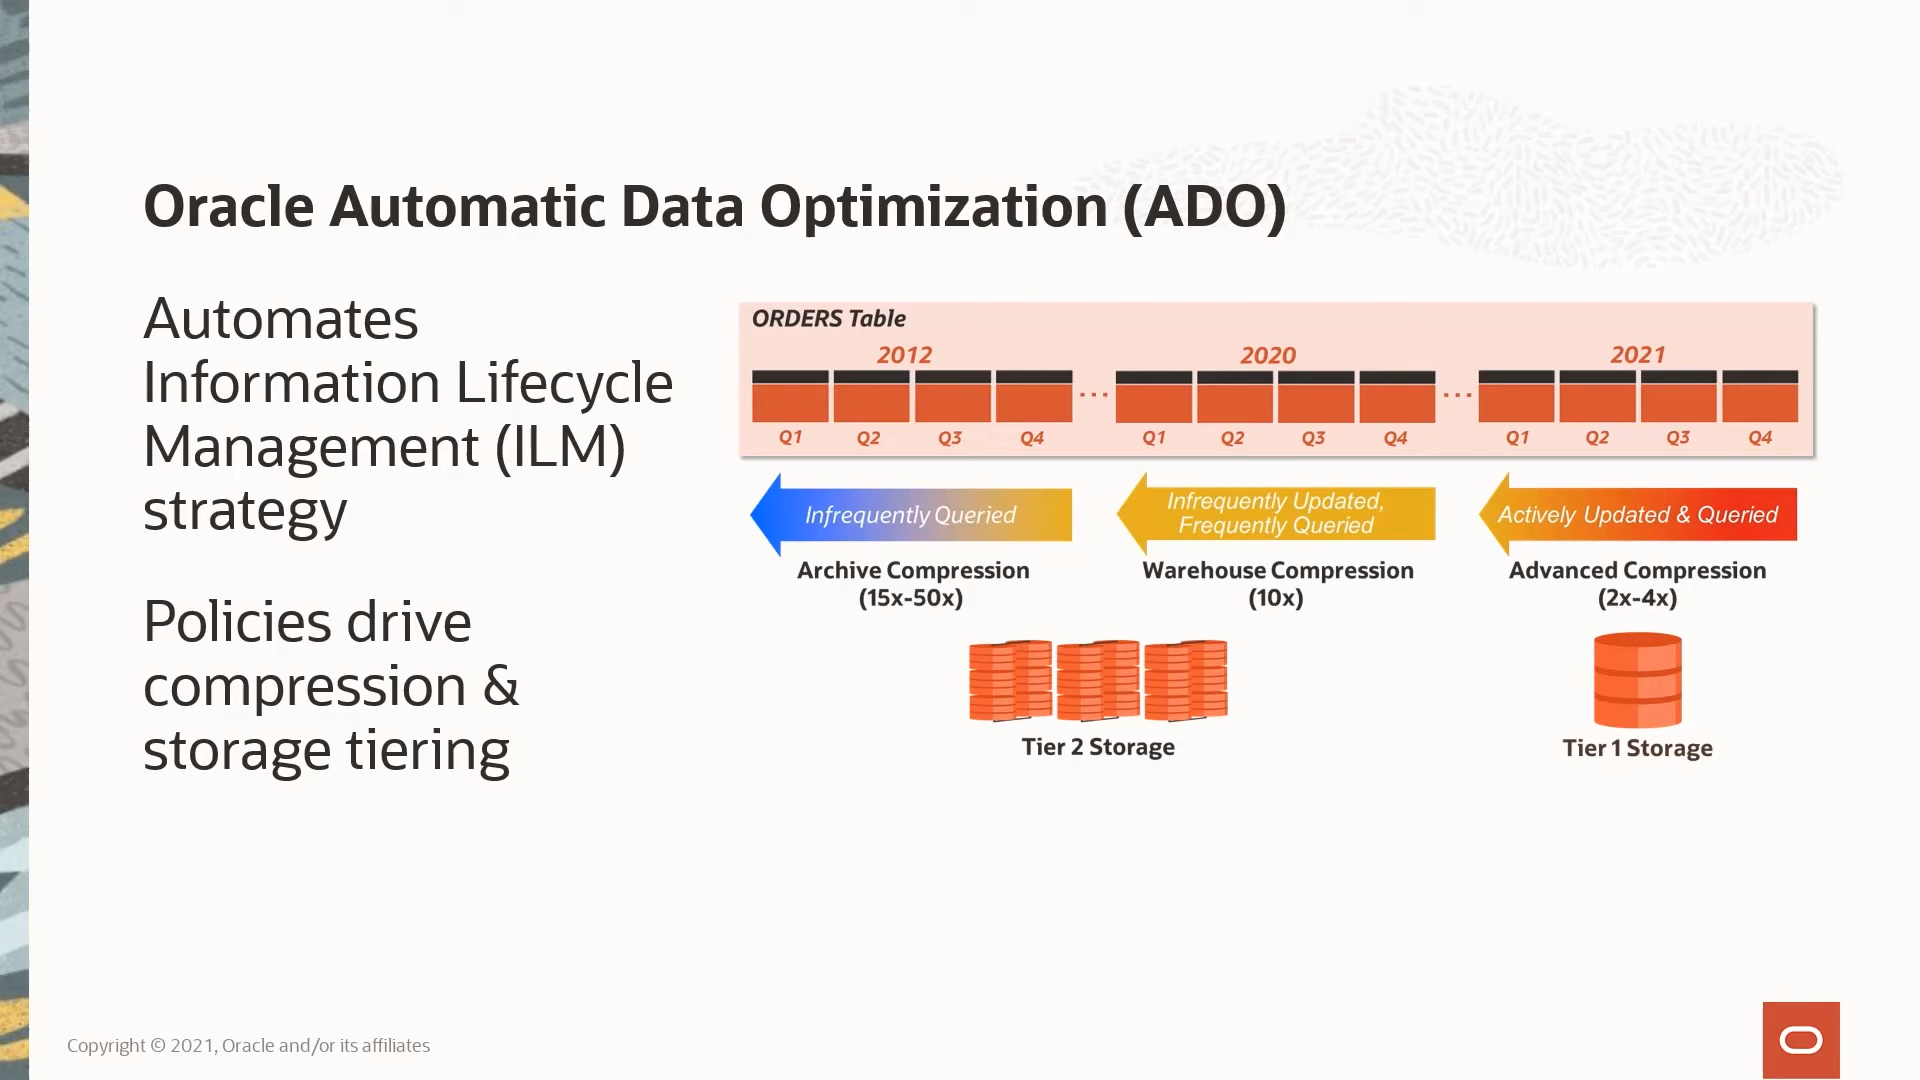 Oracle Automatic Data Optimization (ADO)
Automates
Information Lifecycle
Management (ILM)
strategy
Policies drive
compression &
storage tiering
ORDERS Table
2012
2020
2021
...
...
Q1
Q2
Q3
Q4
Q1
Q2
Q3
Q4
Q1
Q2
Q3
Q4
Infrequently Queried
Infrequently Updated,
Frequently Queried
Actively Updated & Queried
Archive Compression
(15x-50x)
Warehouse Compression
(10x)
Advanced Compression
(2x-4x)
Tier 2 Storage
Tier 1 Storage
Copyright © 2021, Oracle and/or its affiliates